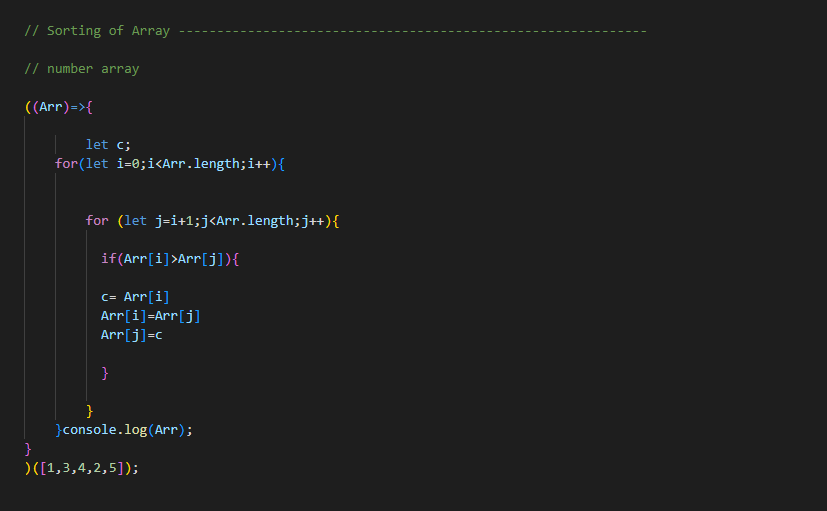 // Sorting of Array -------------------------------------------------------------
// number array
((Arr)=>{
let c;
for(let i=0;i<Arr.length;i++){
for (let j=i+1;j<Arr.length;j++){
if(Arr[i]>Arr[j]){
c= Arr[i]
Arr[i]=Arr[j]
Arr[j]=c
}
}
}console.log(Arr);
}
)([1,3,4,2,5]);